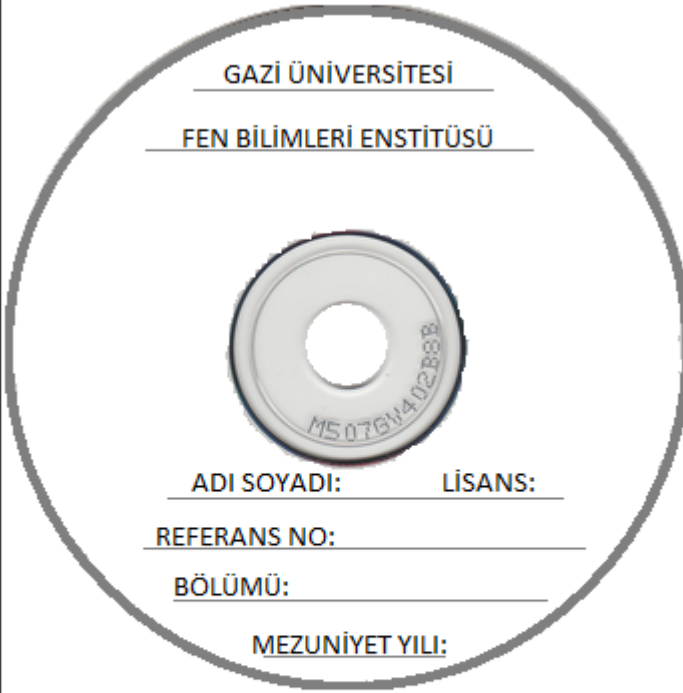 GAZİ ÜNİVERSİTESİ
FEN BİLİMLERİ ENSTİTÜSÜ
M507GV402B8B
ADI SOYADI: LİSANS:
REFERANS NO:
BÖLÜMÜ:
MEZUNİYET YILI: